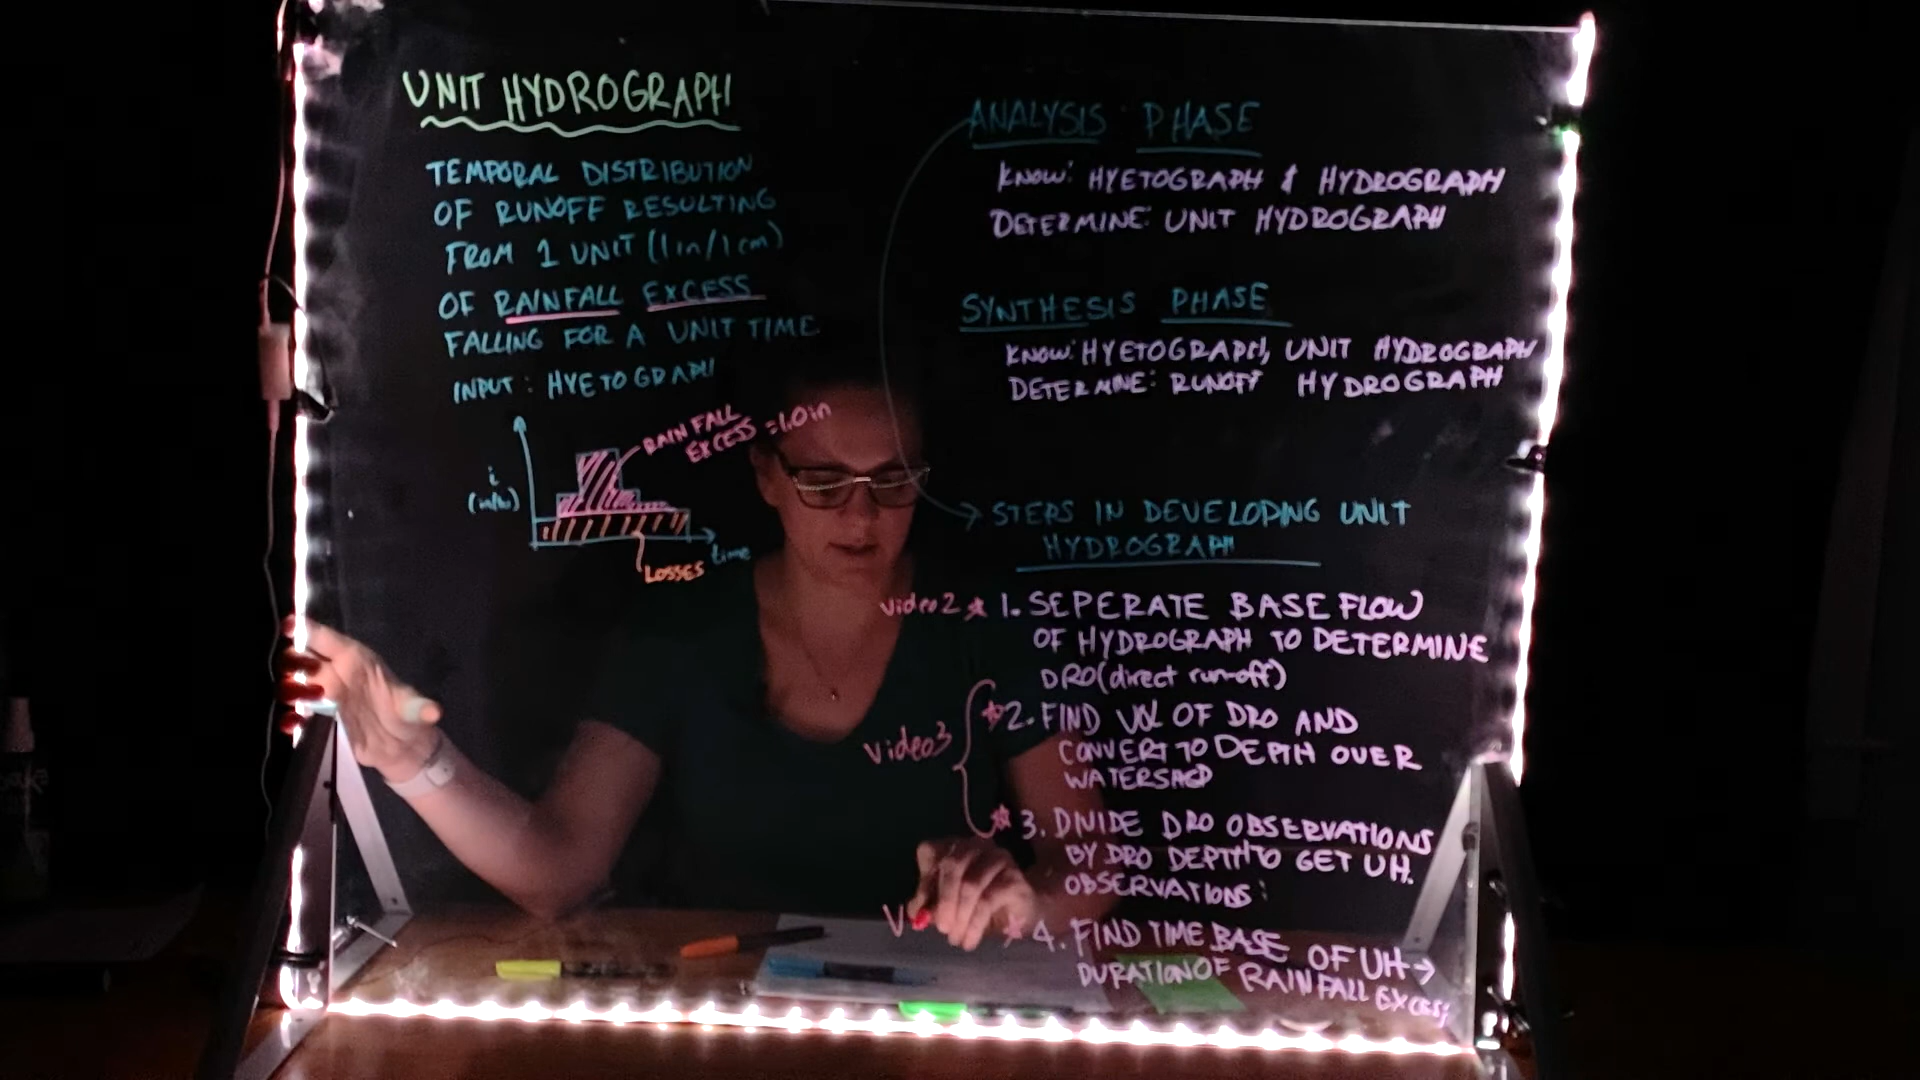 UNIT HYDROGRAPH
TEMPORAL DISTRIBUTION
OF RUNOFF RESULTING
FROM 1 UNIT (1in/1cm)
OF RAINFALL EXCESS
FALLING FOR A UNIT TIME
INPUT: HYETOGRAPH
RAINFALL
EXCESS = 1.0in
i
(in/hr)
time
LOSSES
ANALYSIS PHASE
KNOW: HYETOGRAPH & HYDROGRAPH
DETERMINE: UNIT HYDROGRAPH
SYNTHESIS PHASE
KNOW: HYETOGRAPH, UNIT HYDROGRAPH
DETERMINE: RUNOFF HYDROGRAPH
→ STEPS IN DEVELOPING UNIT
HYDROGRAPH
video2 ★ 1. SEPERATE BASE FLOW
OF HYDROGRAPH TO DETERMINE
DRO (direct run-off)
video3
★ 2. FIND VOL OF DRO AND
CONVERT TO DEPTH OVER
WATERSHED
★ 3. DIVIDE DRO OBSERVATIONS
BY DRO DEPTH TO GET UH.
OBSERVATIONS:
V
★ 4. FIND TIME BASE OF UH →
DURATION OF RAINFALL EXCESS;